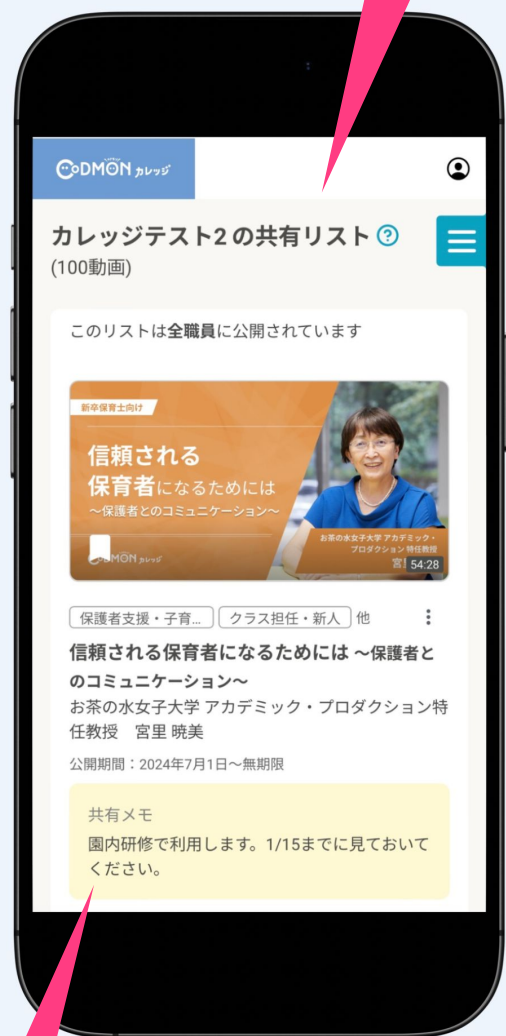 CODMON カレッジ
カレッジテスト2 の共有リスト ?
(100動画)
このリストは全職員に公開されています
新卒保育士向け
信頼される
保育者になるためには
～保護者とのコミュニケーション～
お茶の水女子大学 アカデミック・
プロダクション 特任教授
宮
54:28
CODMON カレッジ
保護者支援・子育… クラス担任・新人 他
信頼される保育者になるためには ～保護者と
のコミュニケーション～
お茶の水女子大学 アカデミック・プロダクション特
任教授　宮里 暁美
公開期間：2024年7月1日～無期限
共有メモ
園内研修で利用します。1/15までに見ておいて
ください。